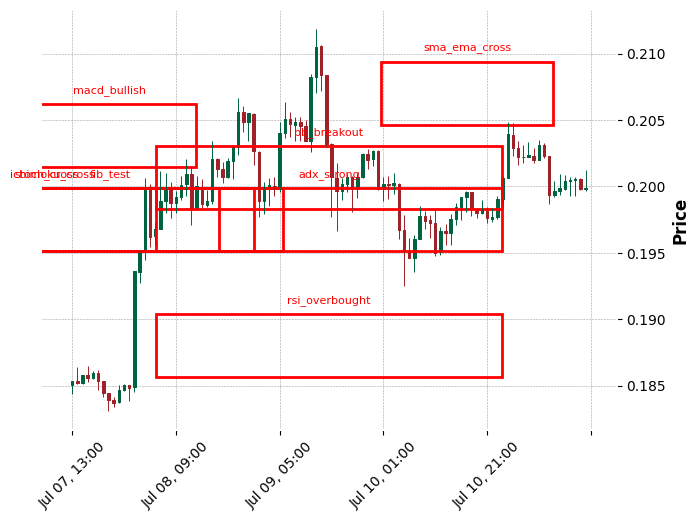 0.210
sma_ema_cross
macd_bullish
0.205
bb_breakout
fib_test
adx_strong
0.200
0.195
rsi_overbought
0.190
0.185
Price
Jul 07, 13:00
Jul 08, 09:00
Jul 09, 05:00
Jul 10, 01:00
Jul 10, 21:00